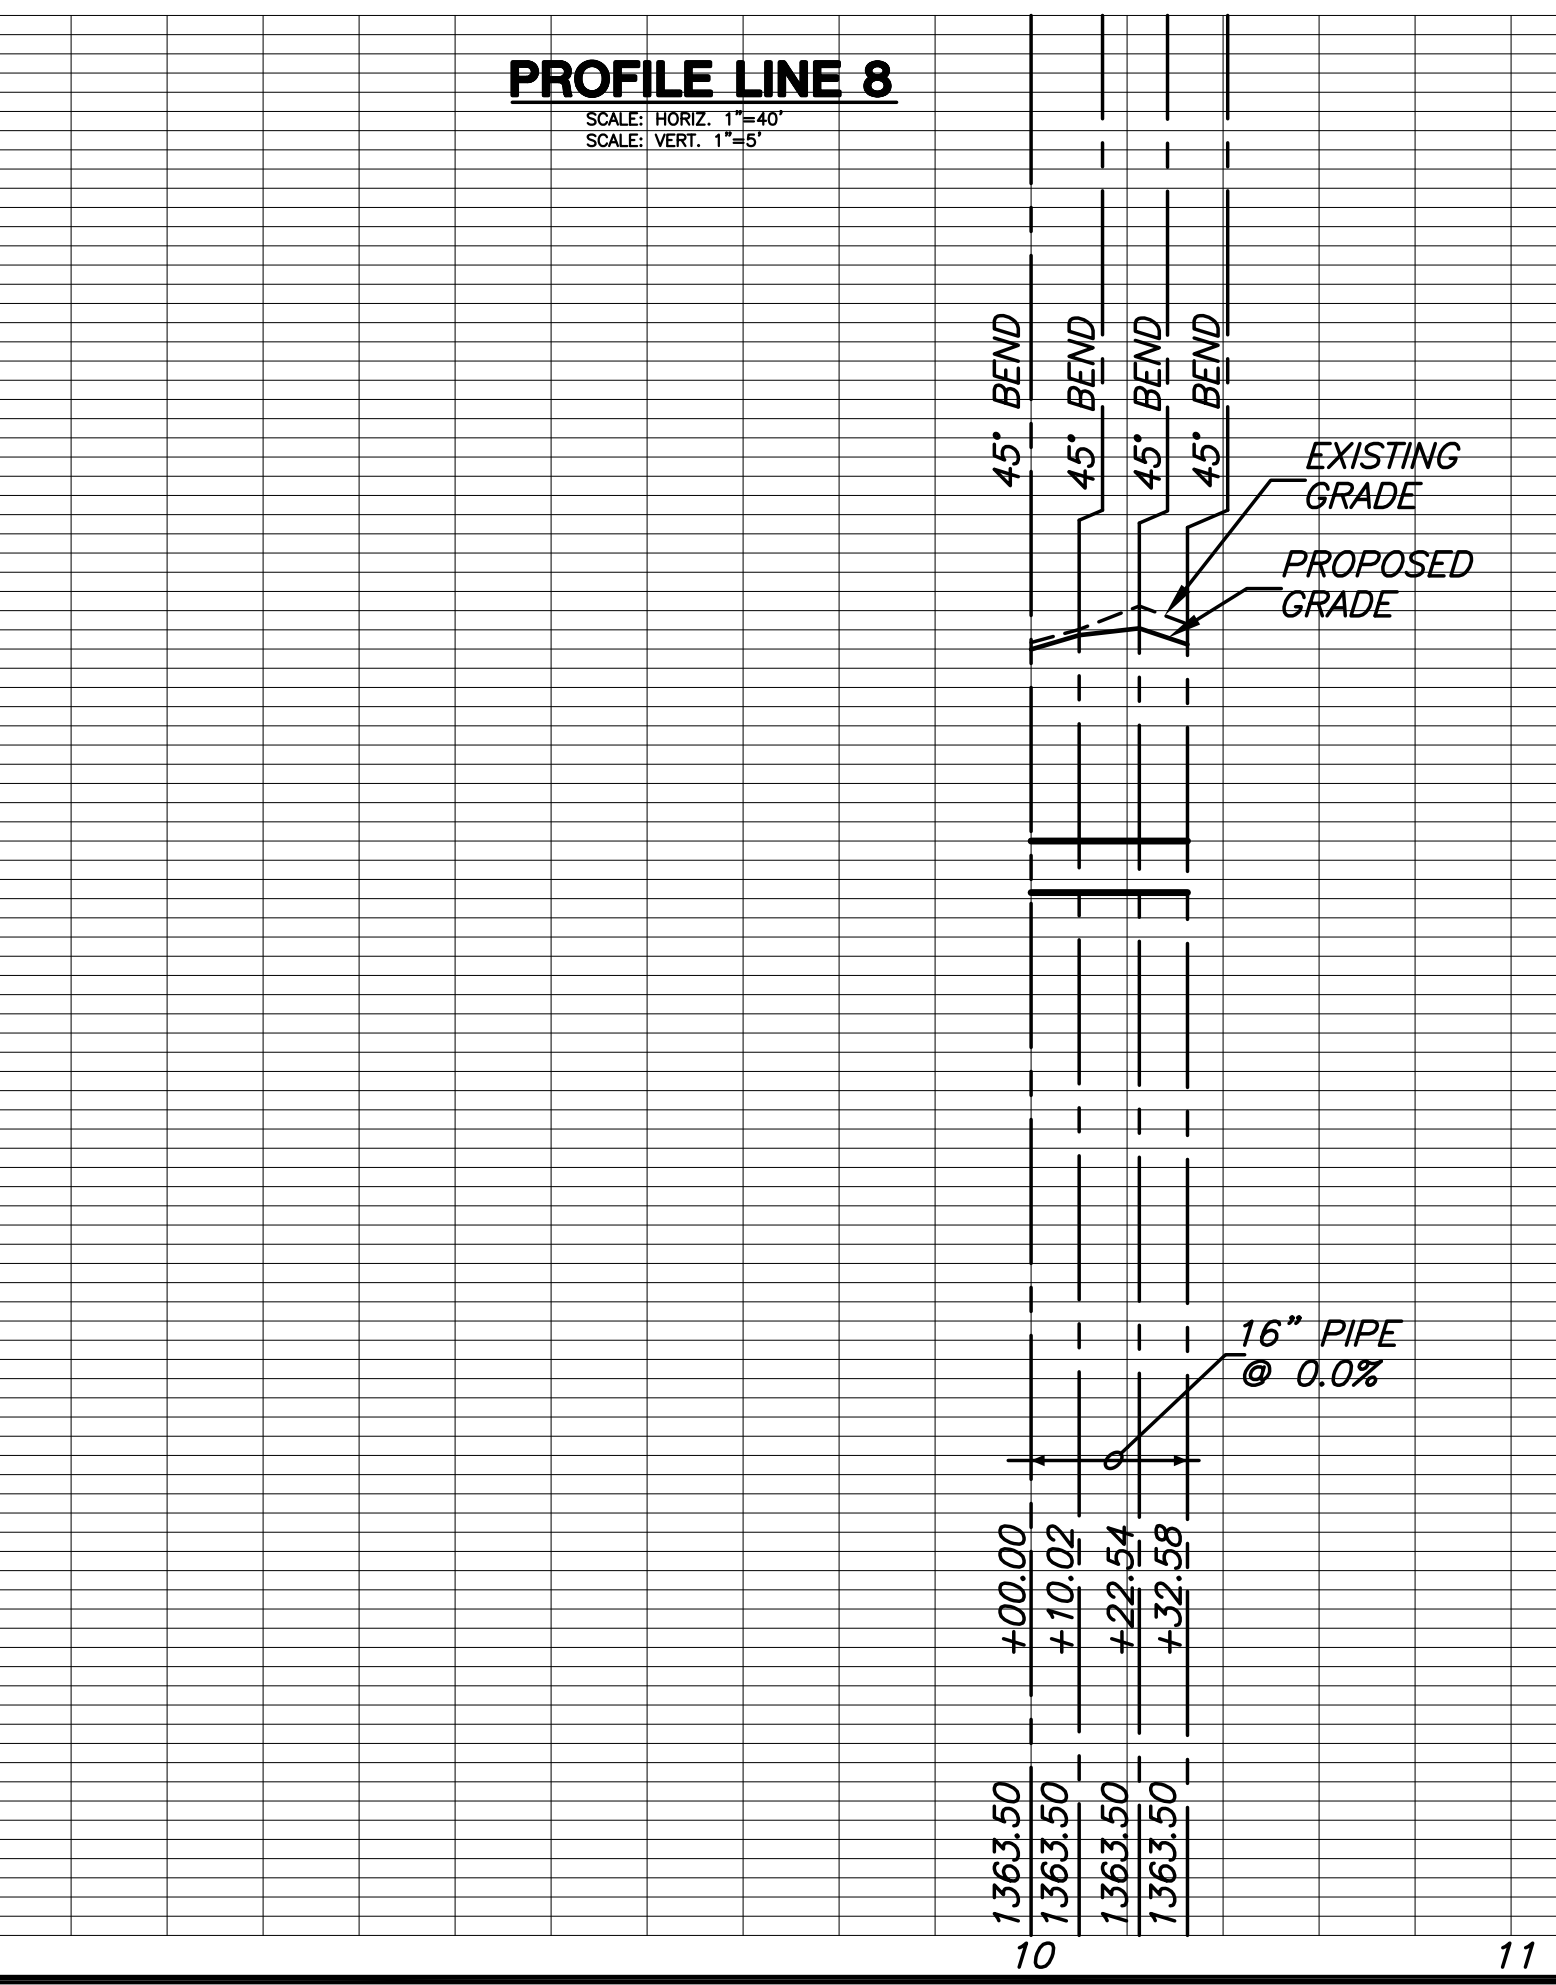 PROFILE LINE 8
SCALE: HORIZ. 1"=40'
SCALE: VERT. 1"=5'
45° BEND
45° BEND
45° BEND
45° BEND
EXISTING
GRADE
PROPOSED
GRADE
16" PIPE
@ 0.0%
+00.00
+10.02
+22.54
+32.58
1363.50
1363.50
1363.50
1363.50
10
11